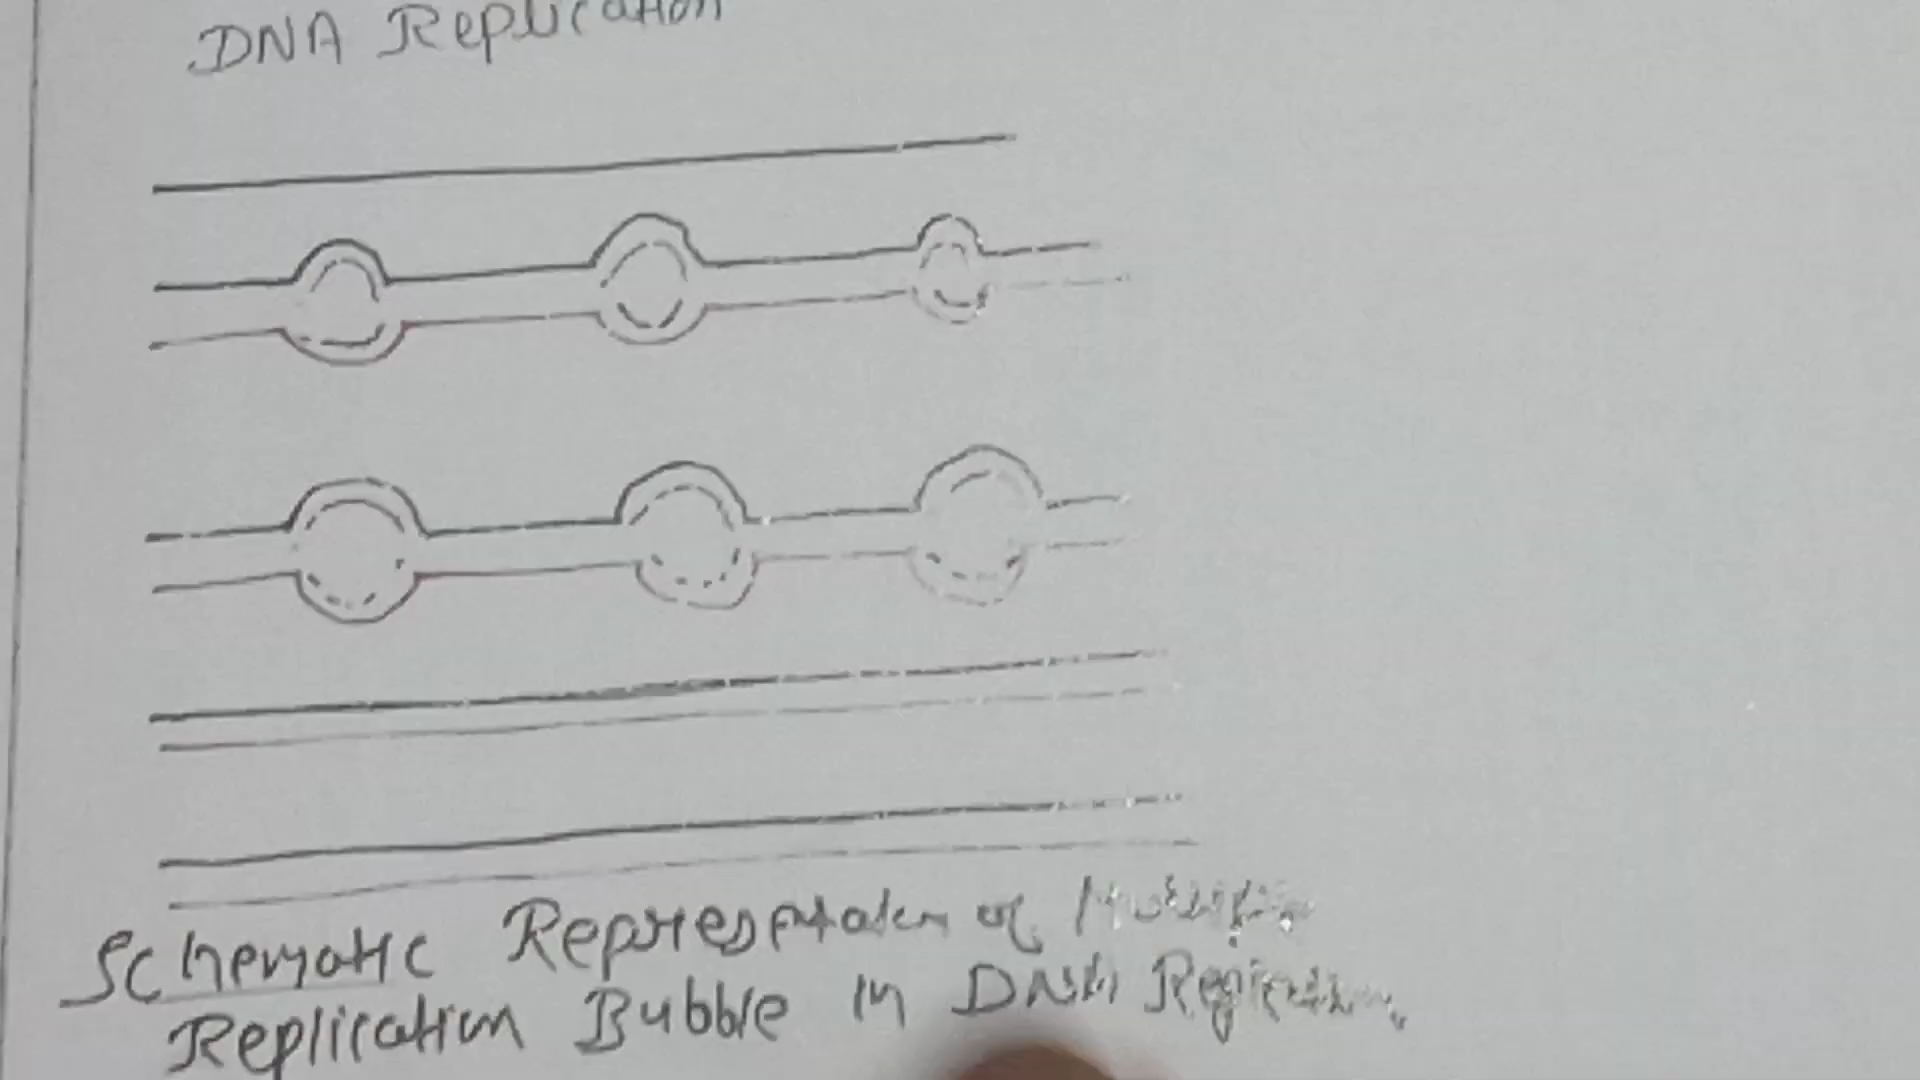 DNA Replication
Schematic Representation of
Replication Bubble in DNA